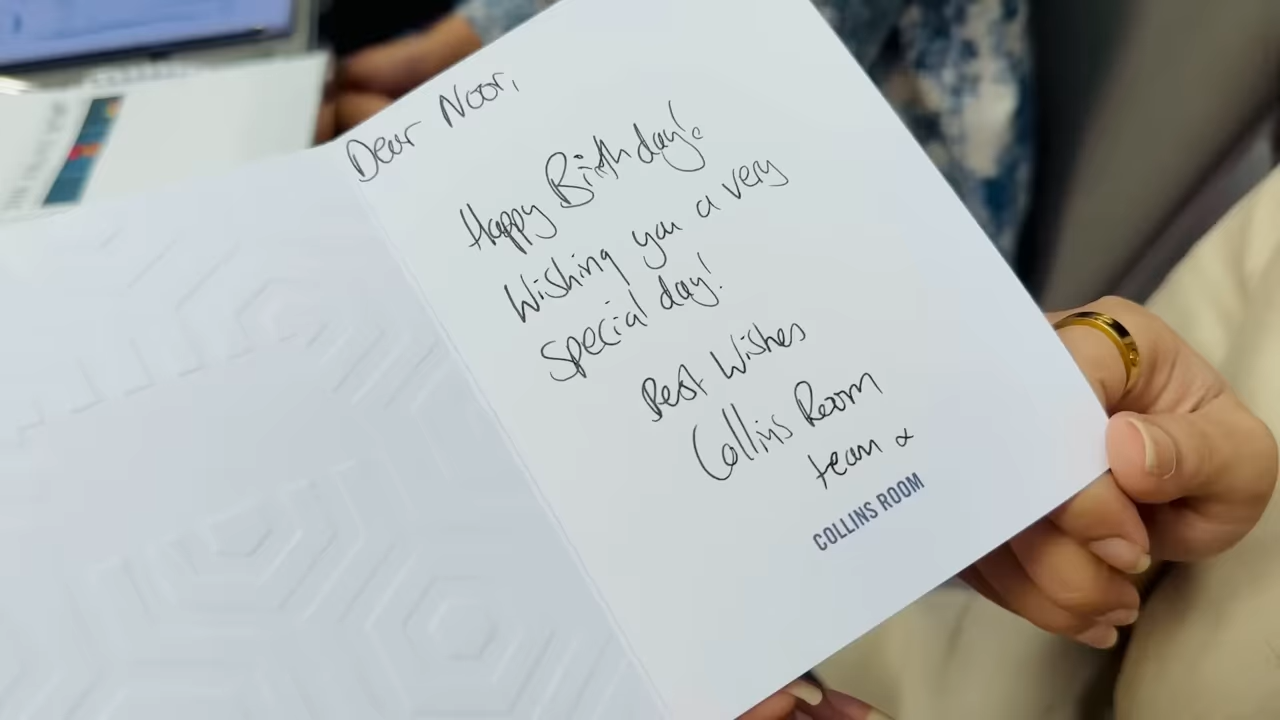 Dear Noor,
Happy Birthday!
Wishing you a very
special day!
Best Wishes
Collins Room
team x
COLLINS ROOM